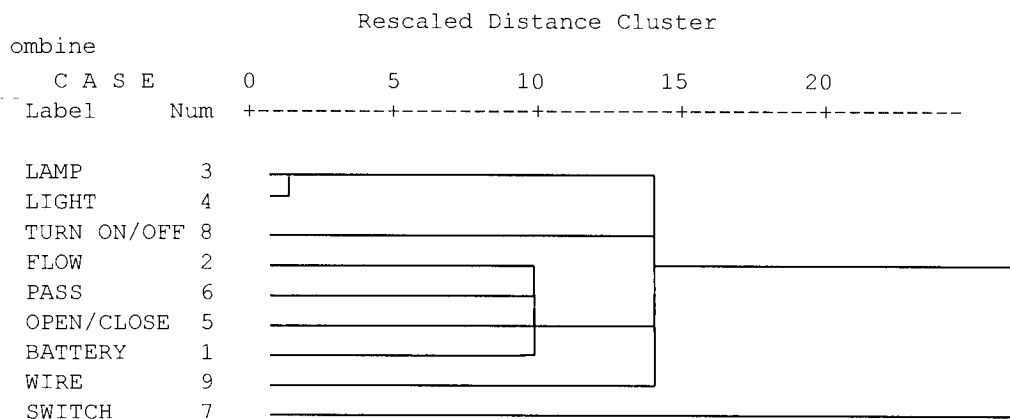 Rescaled Distance Cluster
ombine
C A S E 0 5 10 15 20
Label Num +---------+---------+---------+---------+---------
LAMP 3
LIGHT 4
TURN ON/OFF 8
FLOW 2
PASS 6
OPEN/CLOSE 5
BATTERY 1
WIRE 9
SWITCH 7